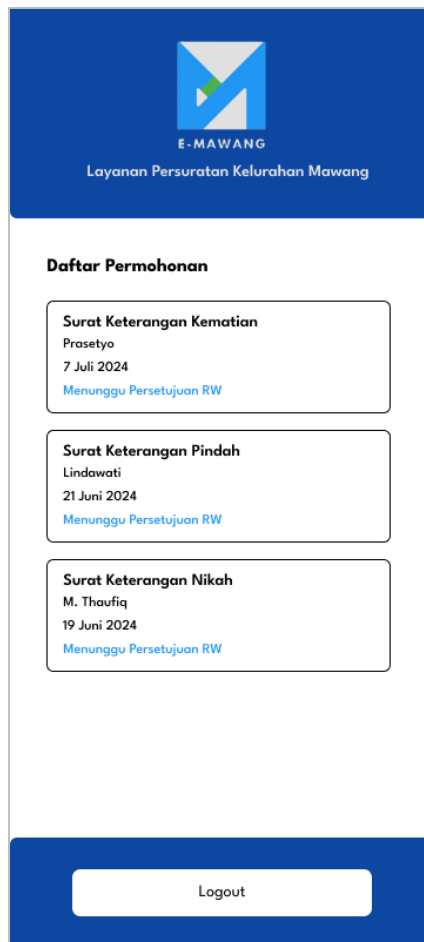 E-MAWANG
Layanan Persuratan Kelurahan Mawang
Daftar Permohonan
Surat Keterangan Kematian
Prasetyo
7 Juli 2024
Menunggu Persetujuan RW
Surat Keterangan Pindah
Lindawati
21 Juni 2024
Menunggu Persetujuan RW
Surat Keterangan Nikah
M. Thaufiq
19 Juni 2024
Menunggu Persetujuan RW
Logout